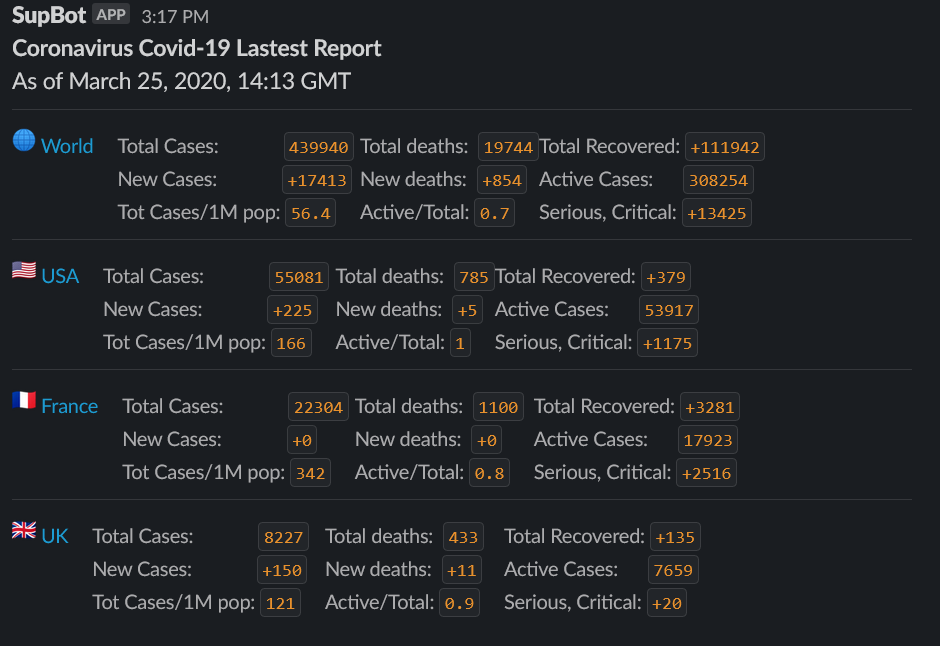 SupBot APP 3:17 PM
Coronavirus Covid-19 Lastest Report
As of March 25, 2020, 14:13 GMT
World Total Cases: 439940 Total deaths: 19744 Total Recovered: +111942
New Cases: +17413 New deaths: +854 Active Cases: 308254
Tot Cases/1M pop: 56.4 Active/Total: 0.7 Serious, Critical: +13425
USA Total Cases: 55081 Total deaths: 785 Total Recovered: +379
New Cases: +225 New deaths: +5 Active Cases: 53917
Tot Cases/1M pop: 166 Active/Total: 1 Serious, Critical: +1175
France Total Cases: 22304 Total deaths: 1100 Total Recovered: +3281
New Cases: +0 New deaths: +0 Active Cases: 17923
Tot Cases/1M pop: 342 Active/Total: 0.8 Serious, Critical: +2516
UK Total Cases: 8227 Total deaths: 433 Total Recovered: +135
New Cases: +150 New deaths: +11 Active Cases: 7659
Tot Cases/1M pop: 121 Active/Total: 0.9 Serious, Critical: +20